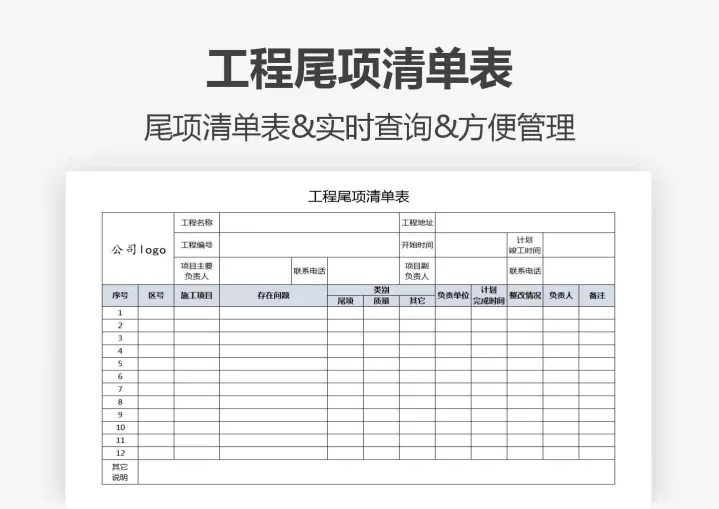 工程尾项清单表
尾项清单表&实时查询&方便管理
工程尾项清单表
公司logo
工程名称
工程地址
工程编号
开始时间
计划
竣工时间
项目主要
负责人
联系电话
项目副
负责人
联系电话
序号 区号 施工项目 存在问题 类别 负责单位 计划 整改情况 负责人 备注
尾项 质量 其它 完成时间
1
2
3
4
5
6
7
8
9
10
11
12
其它
说明